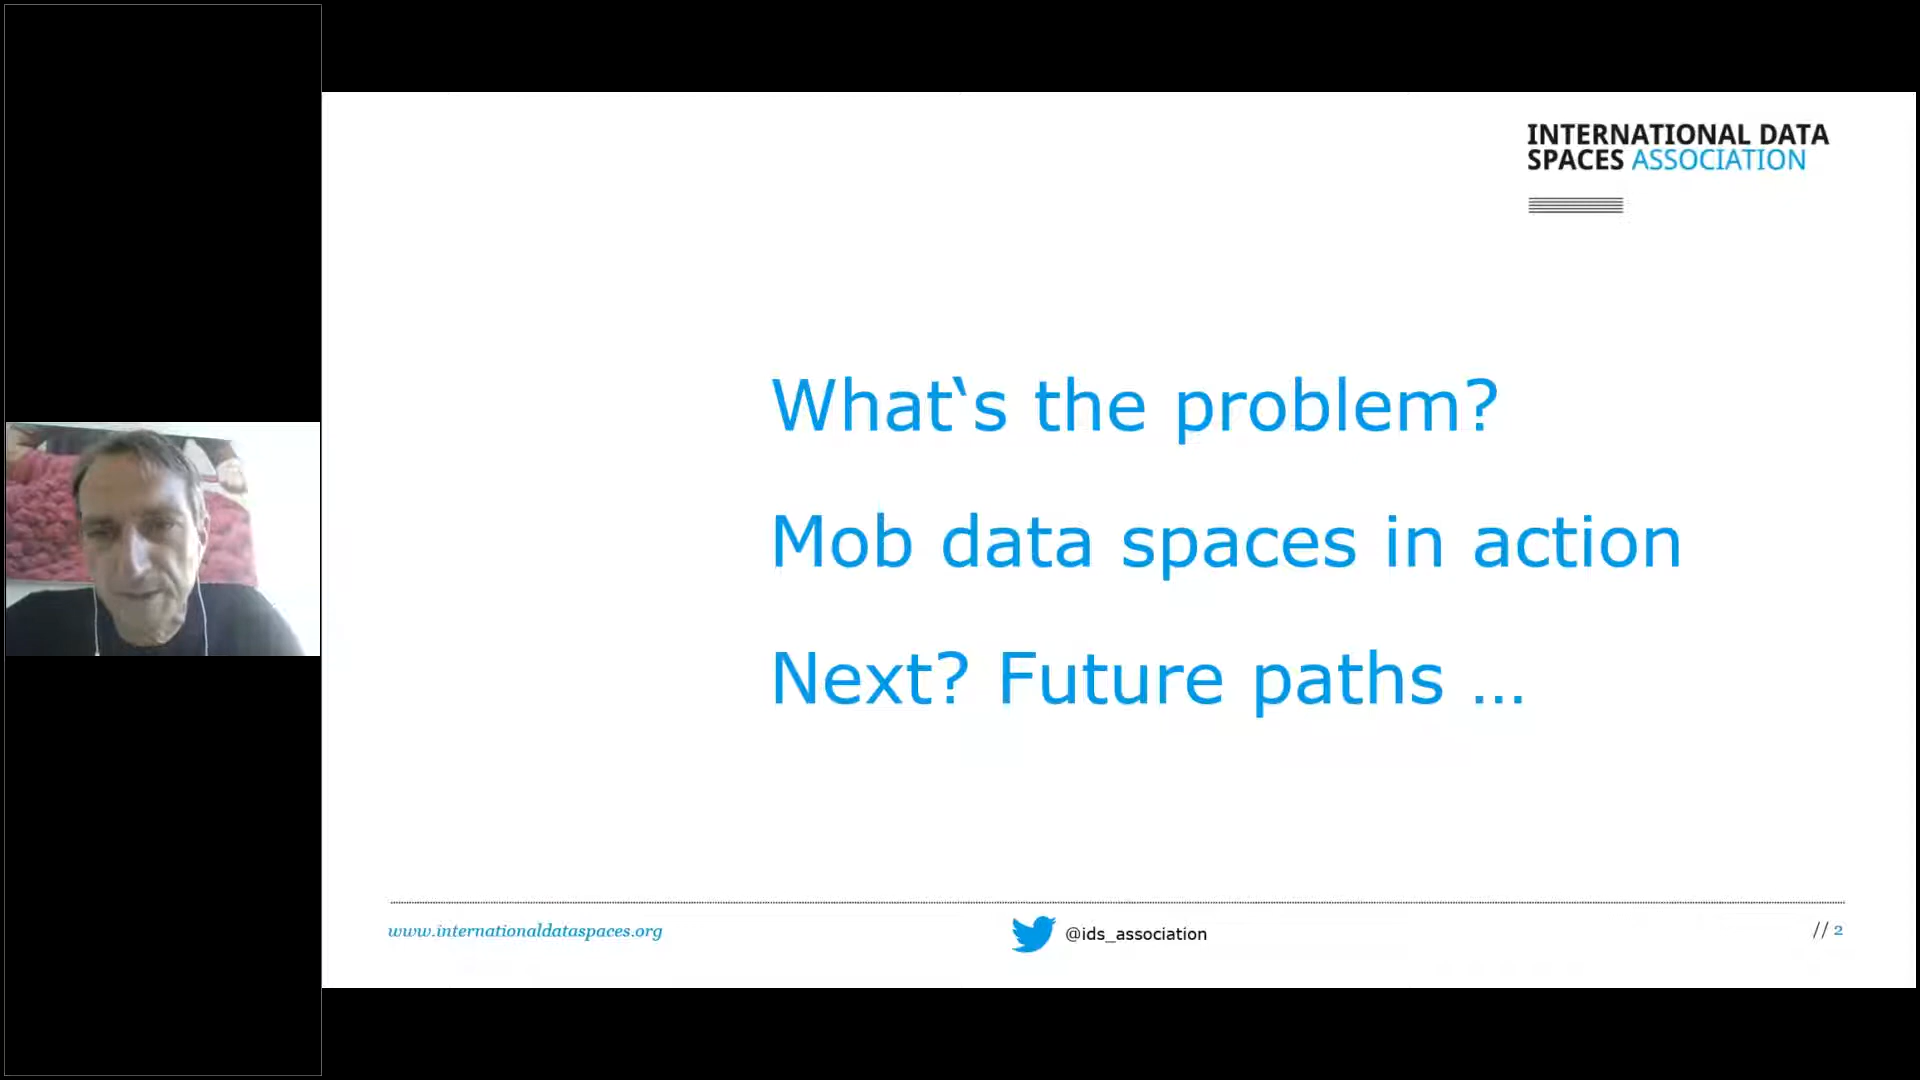 INTERNATIONAL DATA
SPACES ASSOCIATION
What‘s the problem?
Mob data spaces in action
Next? Future paths ...
www.internationaldataspaces.org
@ids_association
// 2